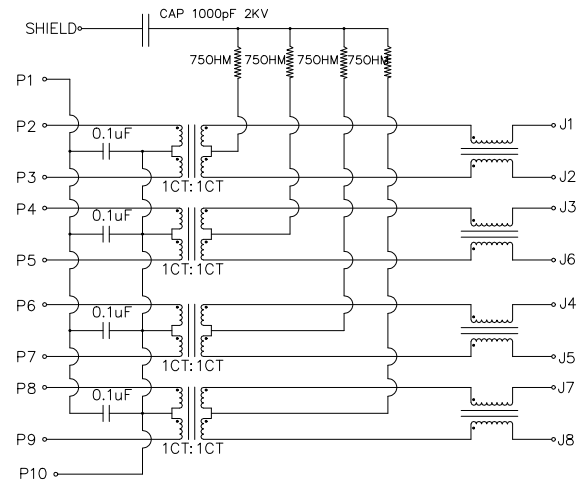 CAP 1000pF 2KV
SHIELD
75OHM 75OHM 75OHM 75OHM
P1
P2 J1
0.1uF
P3 J2
1CT:1CT
P4 J3
0.1uF
P5 J6
1CT:1CT
P6 J4
0.1uF
P7 J5
1CT:1CT
P8 J7
0.1uF
P9 J8
1CT:1CT
P10